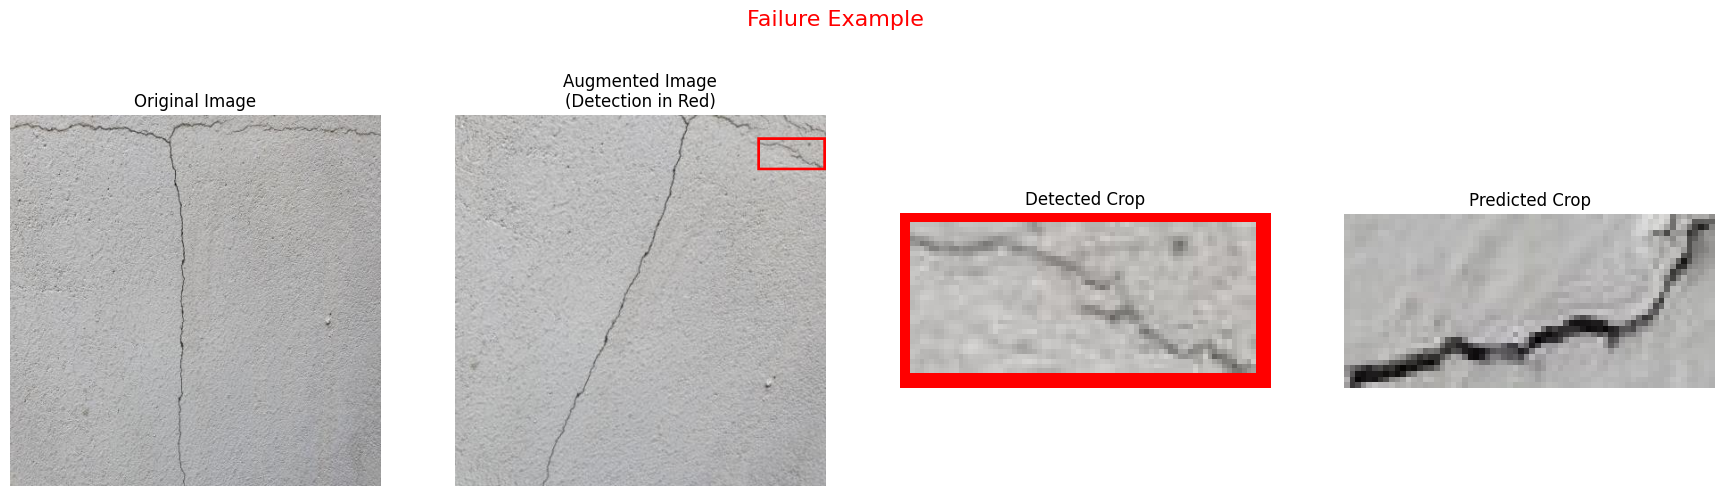 Failure Example
Original Image
Augmented Image
(Detection in Red)
Detected Crop
Predicted Crop